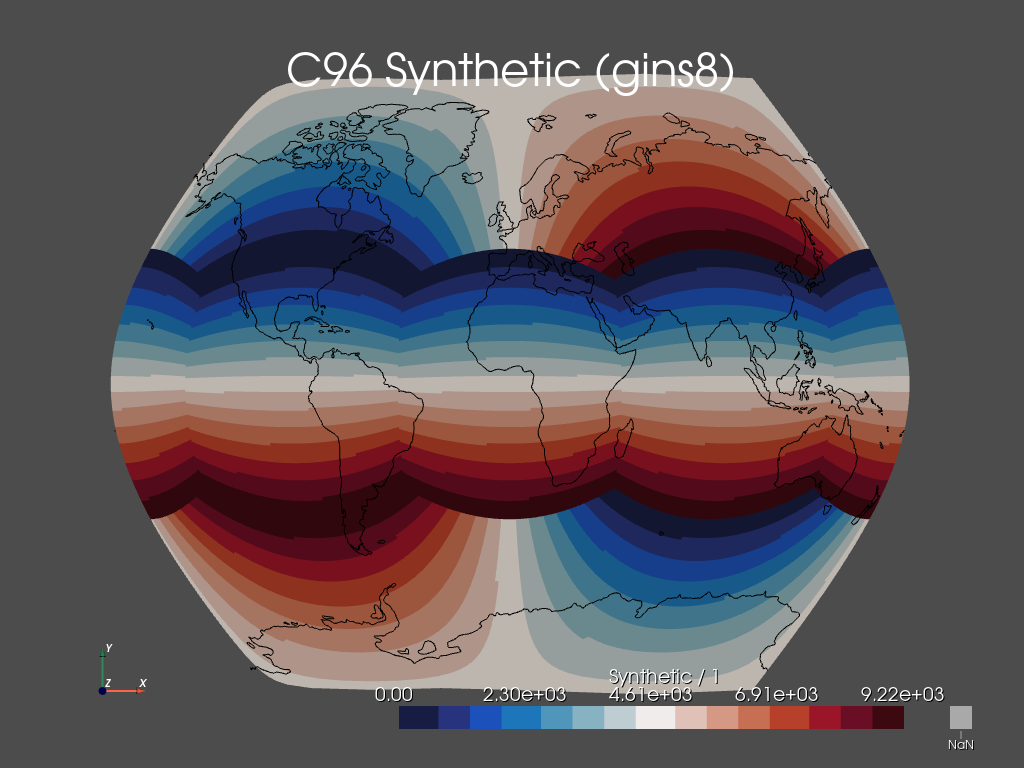 C96 Synthetic (gins8)
Y
Z X
Synthetic / 1
0.00 2.30e+03 4.61e+03 6.91e+03 9.22e+03
NaN